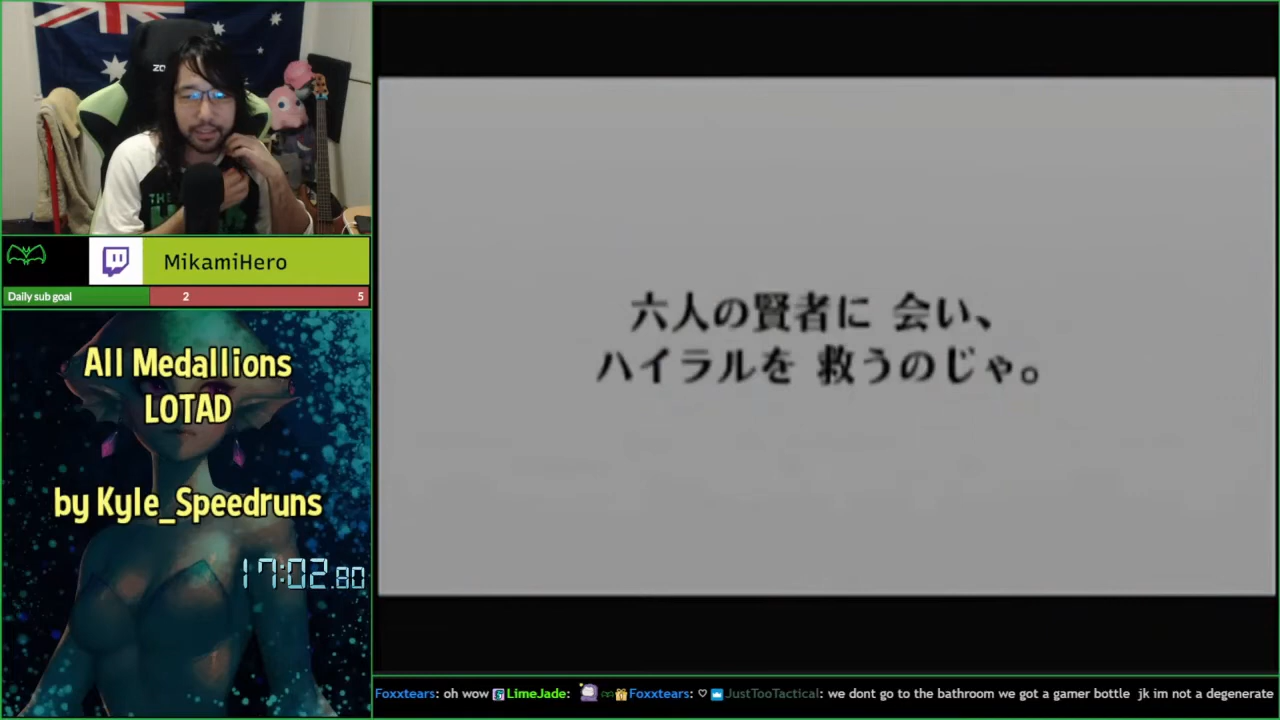 MikamiHero
Daily sub goal 2 5
All Medallions
LOTAD
by Kyle_Speedruns
17:02.80
六人の賢者に 会い、
ハイラルを 救うのじゃ。
Foxxtears: oh wow LimeJade: Foxxtears: ♡ JustTooTactical: we dont go to the bathroom we got a gamer bottle jk im not a degenerate